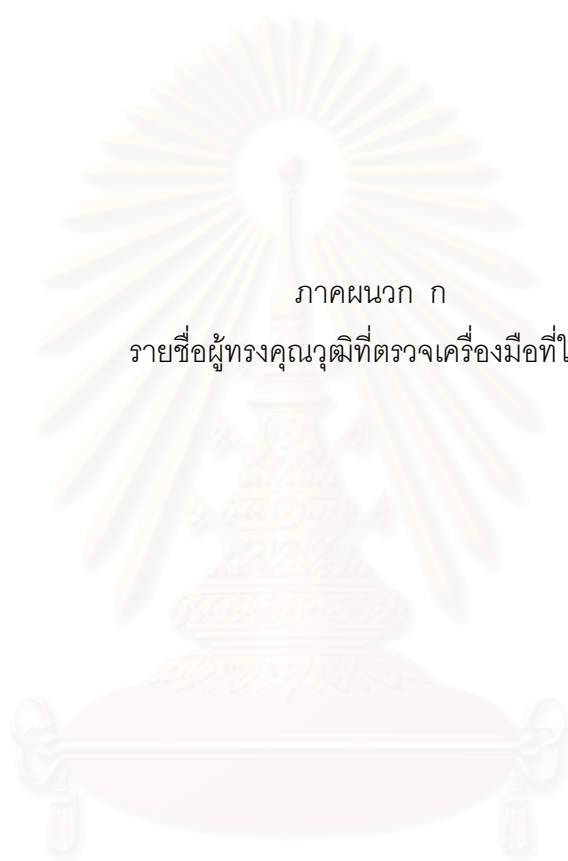 ภาคผนวก ก
รายชื่อผู้ทรงคุณวุฒิที่ตรวจเครื่องมือที่